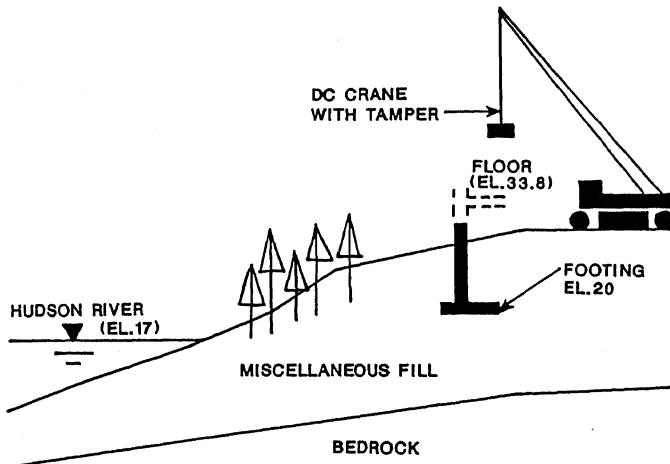 DC CRANE
WITH TAMPER
FLOOR
(EL.33.8)
FOOTING
EL.20
HUDSON RIVER
(EL.17)
MISCELLANEOUS FILL
BEDROCK